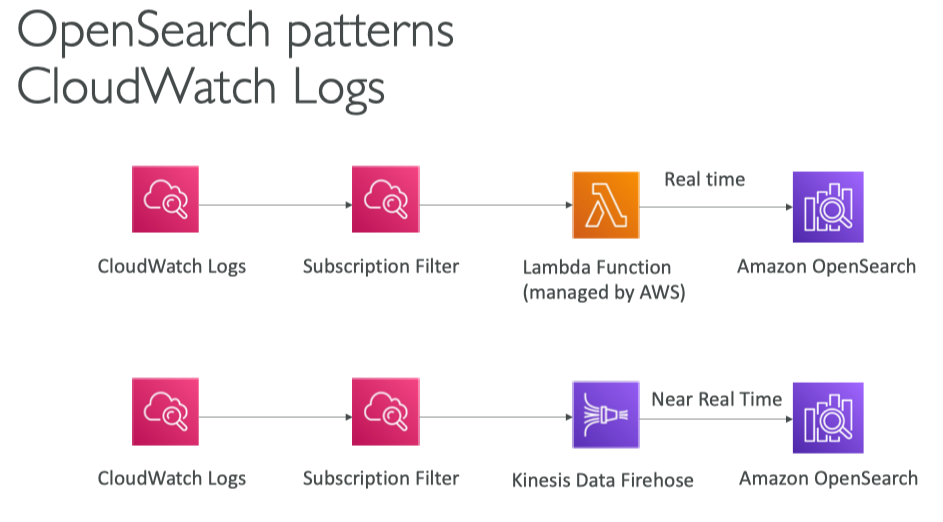 OpenSearch patterns
CloudWatch Logs
Real time
CloudWatch Logs
Subscription Filter
Lambda Function
(managed by AWS)
Amazon OpenSearch
Near Real Time
CloudWatch Logs
Subscription Filter
Kinesis Data Firehose
Amazon OpenSearch